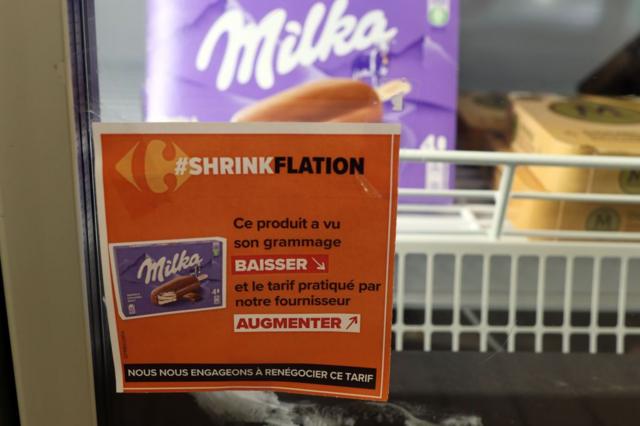 Milka
#SHRINKFLATION
Ce produit a vu
son grammage
BAISSER
et le tarif pratiqué par
notre fournisseur
AUGMENTER
Milka
NOUS NOUS ENGAGEONS À RENÉGOCIER CE TARIF